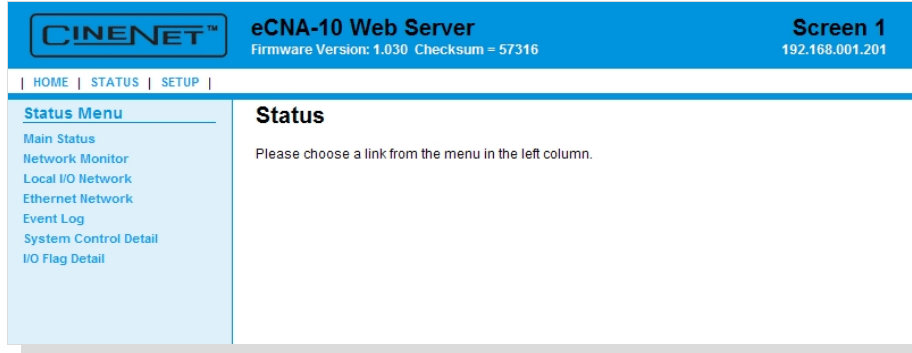 CINENET™
eCNA-10 Web Server
Firmware Version: 1.030 Checksum = 57316
Screen 1
192.168.001.201
| HOME | STATUS | SETUP |
Status Menu
Main Status
Network Monitor
Local I/O Network
Ethernet Network
Event Log
System Control Detail
I/O Flag Detail
Status
Please choose a link from the menu in the left column.